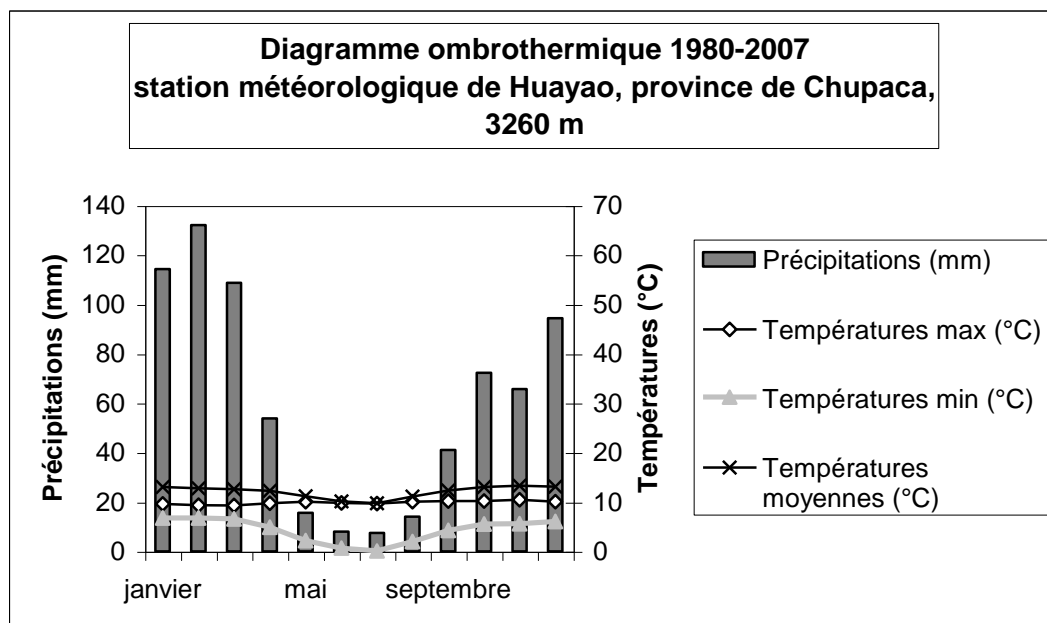 Diagramme ombrothermique 1980-2007
station météorologique de Huayao, province de Chupaca,
3260 m
Précipitations (mm)
140
120
100
80
60
40
20
0
janvier
mai
septembre
70
60
50
40
30
20
10
0
Températures (°C)
Précipitations (mm)
Températures max (°C)
Températures min (°C)
Températures
moyennes (°C)